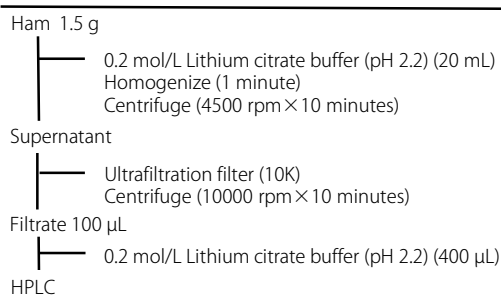 Ham 1.5 g
0.2 mol/L Lithium citrate buffer (pH 2.2) (20 mL)
Homogenize (1 minute)
Centrifuge (4500 rpm×10 minutes)
Supernatant
Ultrafiltration filter (10K)
Centrifuge (10000 rpm×10 minutes)
Filtrate 100 μL
0.2 mol/L Lithium citrate buffer (pH 2.2) (400 μL)
HPLC